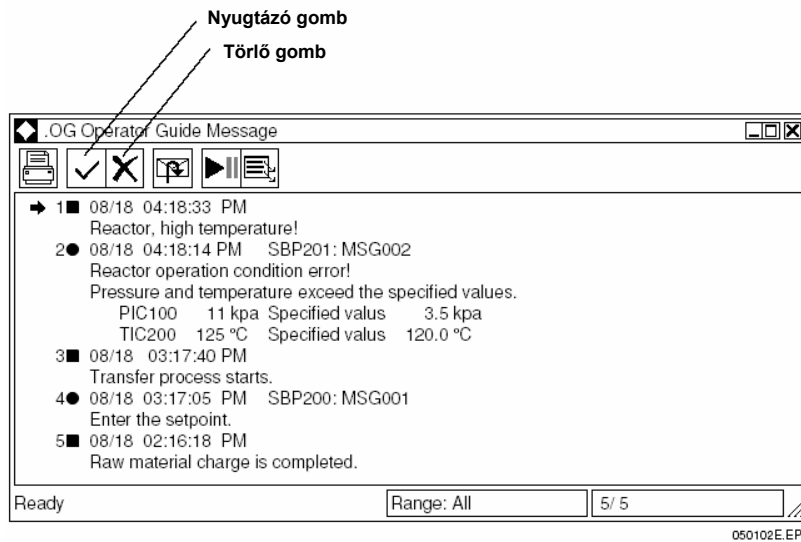 Nyugtázó gomb
Törlő gomb
.OG Operator Guide Message
1■ 08/18 04:18:33 PM
Reactor, high temperature!
2● 08/18 04:18:14 PM SBP201: MSG002
Reactor operation condition error!
Pressure and temperature exceed the specified values.
PIC100 11 kpa Specified valus 3.5 kpa
TIC200 125 °C Specified valus 120.0 °C
3■ 08/18 03:17:40 PM
Transfer process starts.
4● 08/18 03:17:05 PM SBP200: MSG001
Enter the setpoint.
5■ 08/18 02:16:18 PM
Raw material charge is completed.
Ready Range: All 5/ 5
050102E.EP